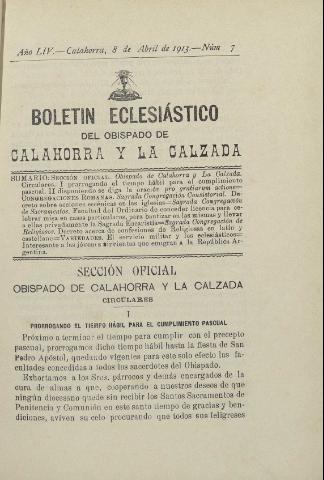 Año LIV.—Calahorra, 8 de Abril de 1913.—Núm 7
BOLETIN ECLESIÁSTICO
DEL OBISPADO DE
CALAHORRA Y LA CALZADA
SUMARIO: SECCIÓN OFICIAL. Obispado de Calahorra y La Calzada.
Circulares. I prorrogando el tiempo hábil para el cumplimiento
pascual. II disponiendo se diga la oración pro gratiarum actione—
CONGREGACIONES ROMANAS. Sagrada Congregación Consistorial. De-
creto sobre acciones escénicas en las iglesias—Sagrada Congregación
de Sacramentos. Facultad del Ordinario de conceder licencia para ce-
lebrar misa en casas particulares, para bautizar en las mismas y llevar
a ellas privadamente la Sagrada Eucaristía—Sagrada Congregación de
Religiosos. Decreto acerca de confesiones de Religiosas en latín y
castellano—VARIEDADES. El servicio militar y los eclesiásticos—
Interesante a los jóvenes sirvientes que emigran a la República Ar-
gentina.
SECCIÓN OFICIAL
OBISPADO DE CALAHORRA Y LA CALZADA
CIRCULARES
I
PRORROGANDO EL TIEMPO HÁBIL PARA EL CUMPLIMIENTO PASCUAL
Próximo a terminar el tiempo para cumplir con el precepto
pascual, prorrogamos dicho tiempo hábil hasta la fiesta de San
Pedro Apóstol, quedando vigentes para este solo efecto las fa-
cultades concedidas a todos los sacerdotes del Obispado.
Exhortamos a los Sres. párrocos y demás encargados de la
cura de almas a que, cooperando a nuestros deseos de que
ningún diocesano quede sin recibir los Santos Sacramentos de
Penitencia y Comunión en este santo tiempo de gracias y ben-
diciones, aviven su celo procurando que todos sus feligreses